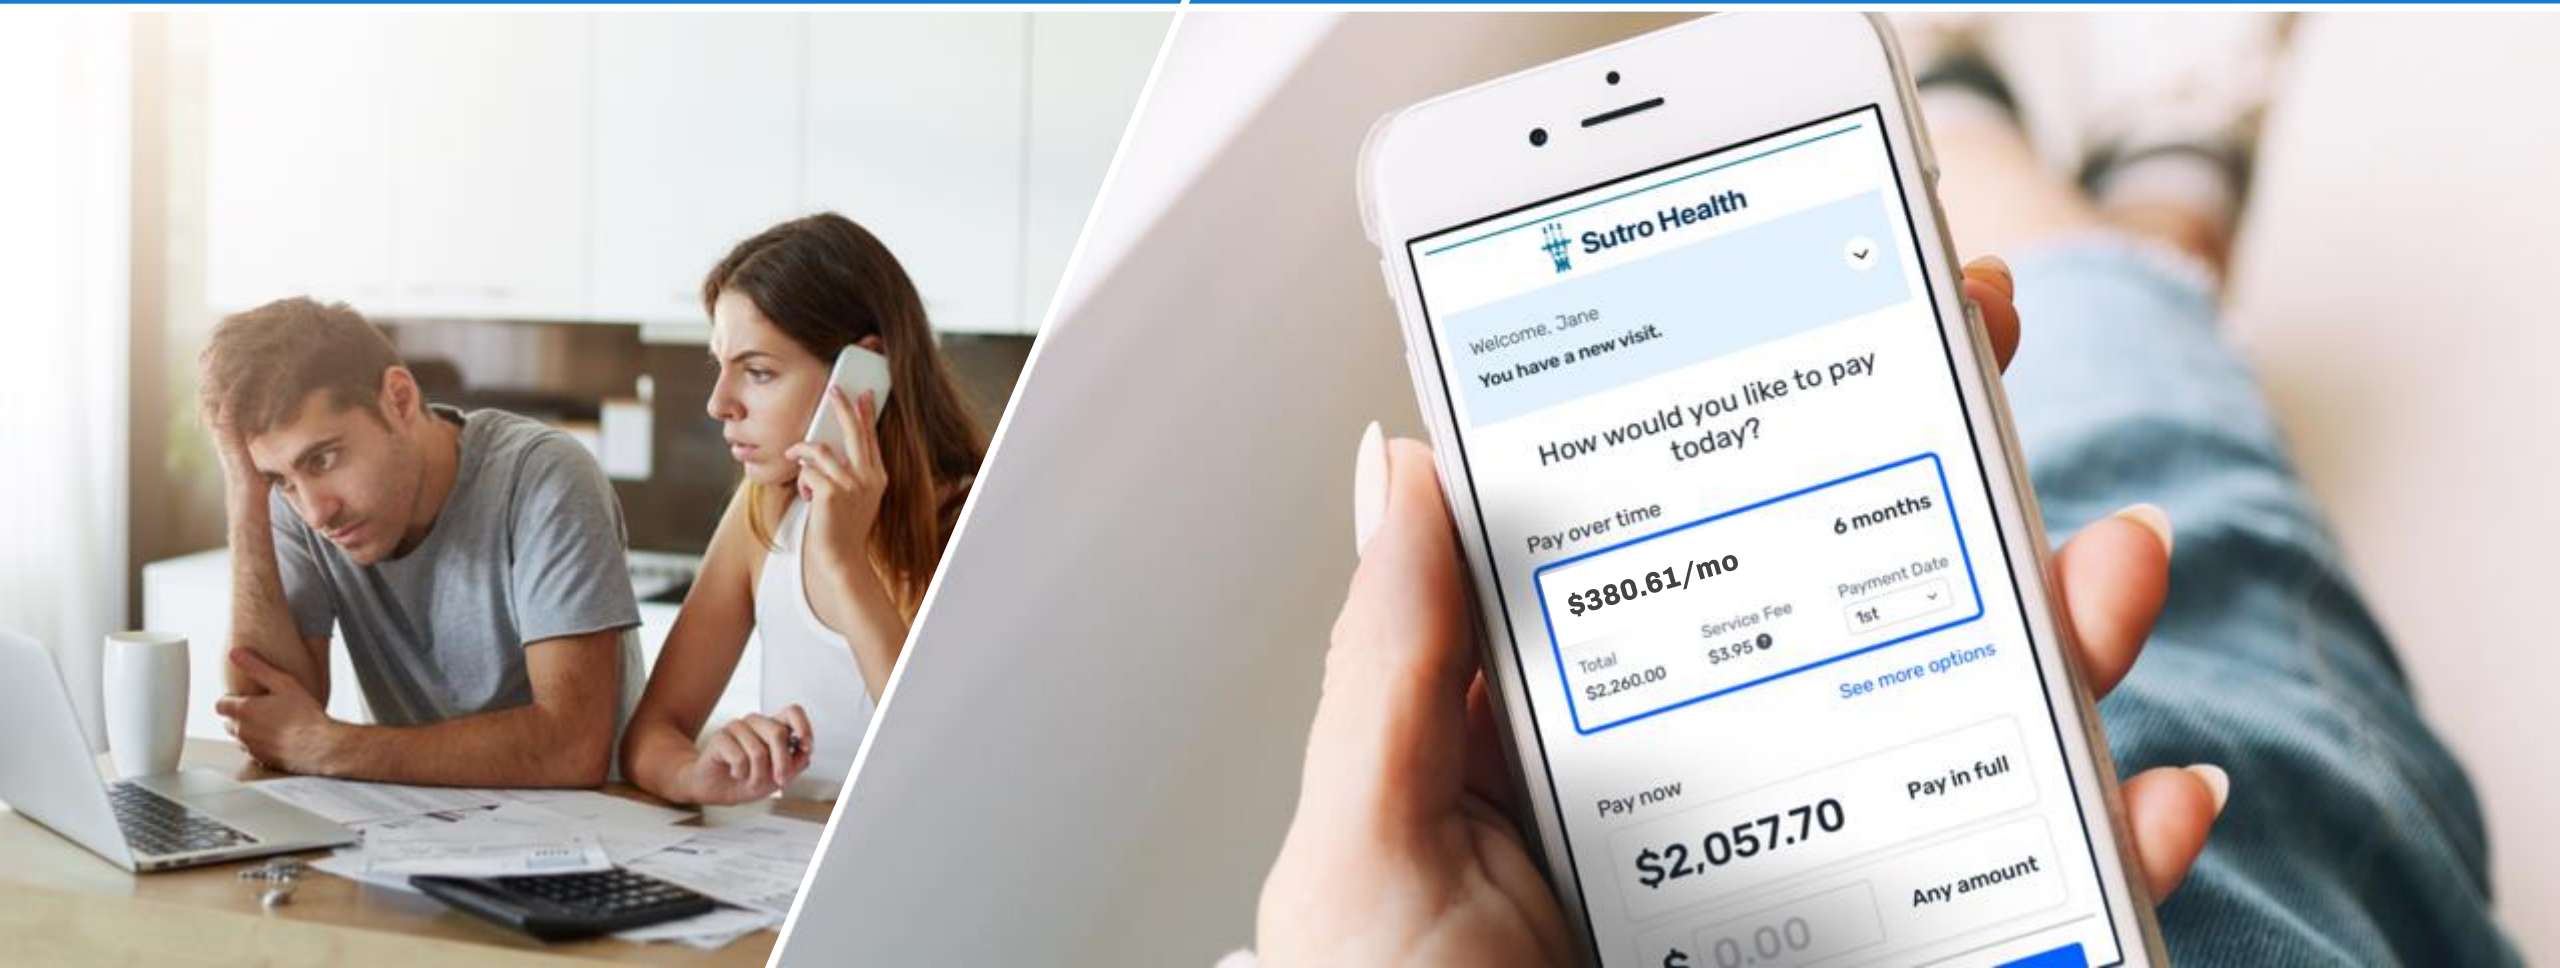 Sutro Health
Welcome, Jane
You have a new visit.
How would you like to pay
today?
Pay over time
$380.61/mo
6 months
Total
$2,260.00
Service Fee
$3.95
Payment Date
1st
See more options
Pay now
$2,057.70
Pay in full
$ 0.00
Any amount